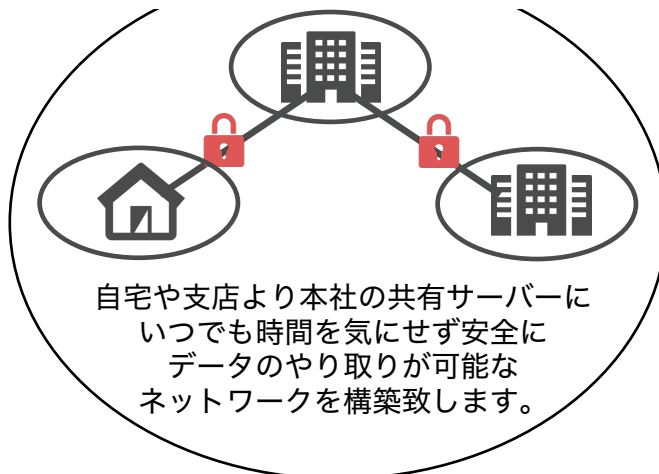 自宅や支店より本社の共有サーバーに
いつでも時間を気にせず安全に
データのやり取りが可能な
ネットワークを構築致します。